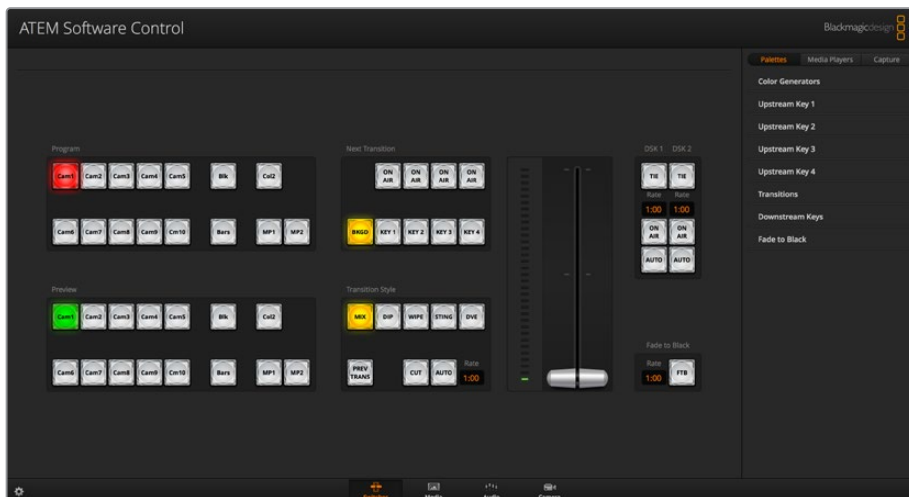 ATEM Software Control
Blackmagicdesign
Palettes Media Players Capture
Color Generators
Upstream Key 1
Upstream Key 2
Upstream Key 3
Upstream Key 4
Transitions
Downstream Keys
Fade to Black
Program
Cam1 Cam2 Cam3 Cam4 Cam5 Blk Col2
Cam6 Cam7 Cam8 Cam9 Cm10 Bars MP1 MP2
Next Transition
ON AIR ON AIR ON AIR ON AIR
BKGD KEY 1 KEY 2 KEY 3 KEY 4
DSK 1 DSK 2
TIE TIE
Rate Rate
1:00 1:00
ON AIR ON AIR
AUTO AUTO
Preview
Cam1 Cam2 Cam3 Cam4 Cam5 Blk Col2
Cam6 Cam7 Cam8 Cam9 Cm10 Bars MP1 MP2
Transition Style
MIX DIP WIPE STING DVE
PREV TRANS CUT AUTO
Rate
1:00
Fade to Black
Rate
1:00 FTB
Switcher Media Audio Camera